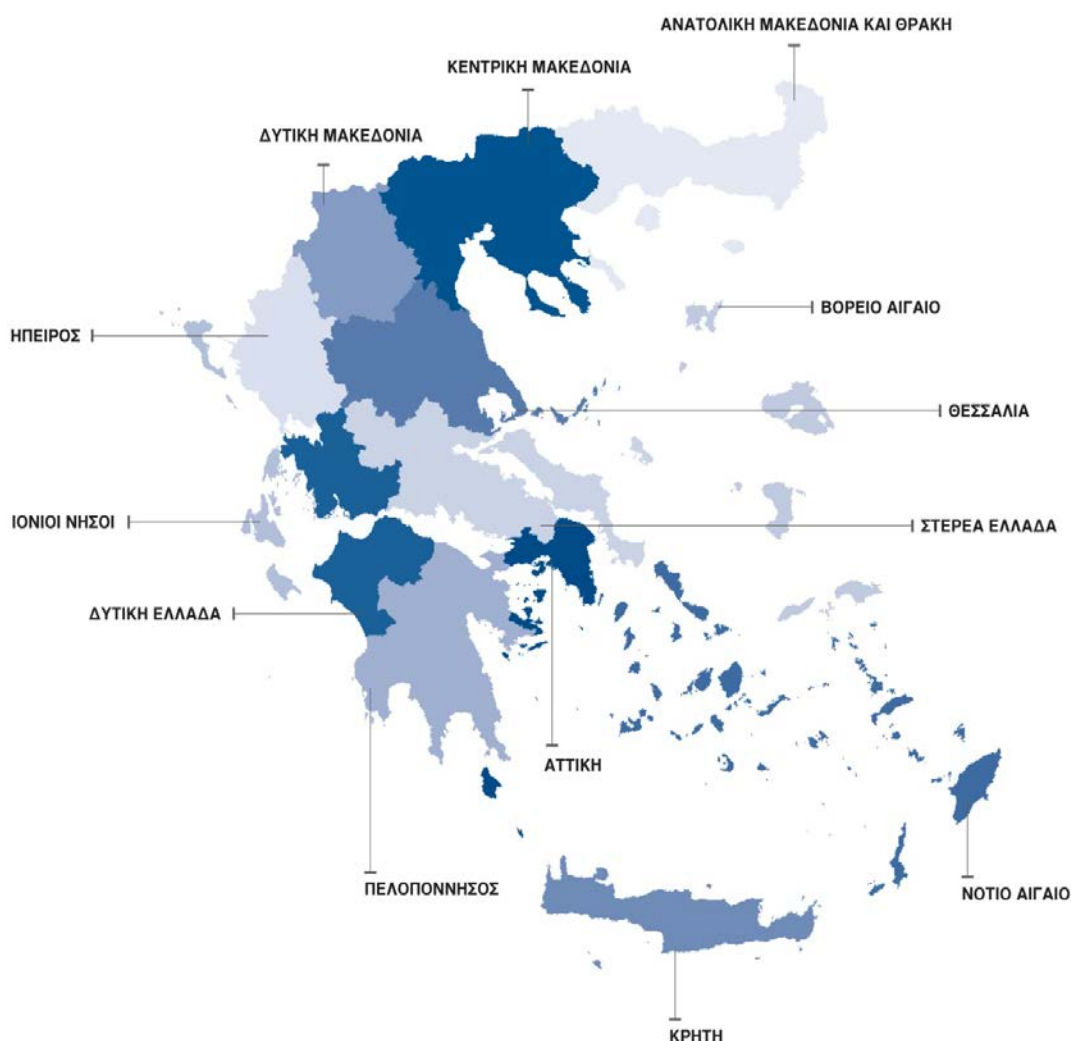 ΑΝΑΤΟΛΙΚΗ ΜΑΚΕΔΟΝΙΑ ΚΑΙ ΘΡΑΚΗ
ΚΕΝΤΡΙΚΗ ΜΑΚΕΔΟΝΙΑ
ΔΥΤΙΚΗ ΜΑΚΕΔΟΝΙΑ
ΒΟΡΕΙΟ ΑΙΓΑΙΟ
ΗΠΕΙΡΟΣ
ΘΕΣΣΑΛΙΑ
ΙΟΝΙΟΙ ΝΗΣΟΙ
ΣΤΕΡΕΑ ΕΛΛΑΔΑ
ΔΥΤΙΚΗ ΕΛΛΑΔΑ
ΑΤΤΙΚΗ
ΠΕΛΟΠΟΝΝΗΣΟΣ
ΝΟΤΙΟ ΑΙΓΑΙΟ
ΚΡΗΤΗ